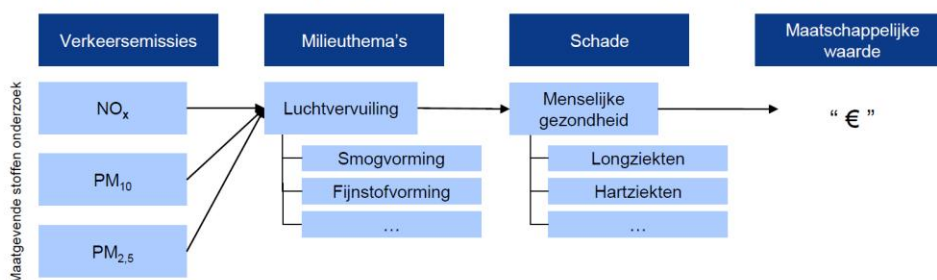 Verkeersemissies
Milieuthema's
Schade
Maatschappelijke
waarde
Maatgevende stoffen onderzoek
NOx
Luchtvervuiling
Menselijke
gezondheid
“ € ”
Smogvorming
Longziekten
PM10
Fijnstofvorming
Hartziekten
...
...
PM2,5